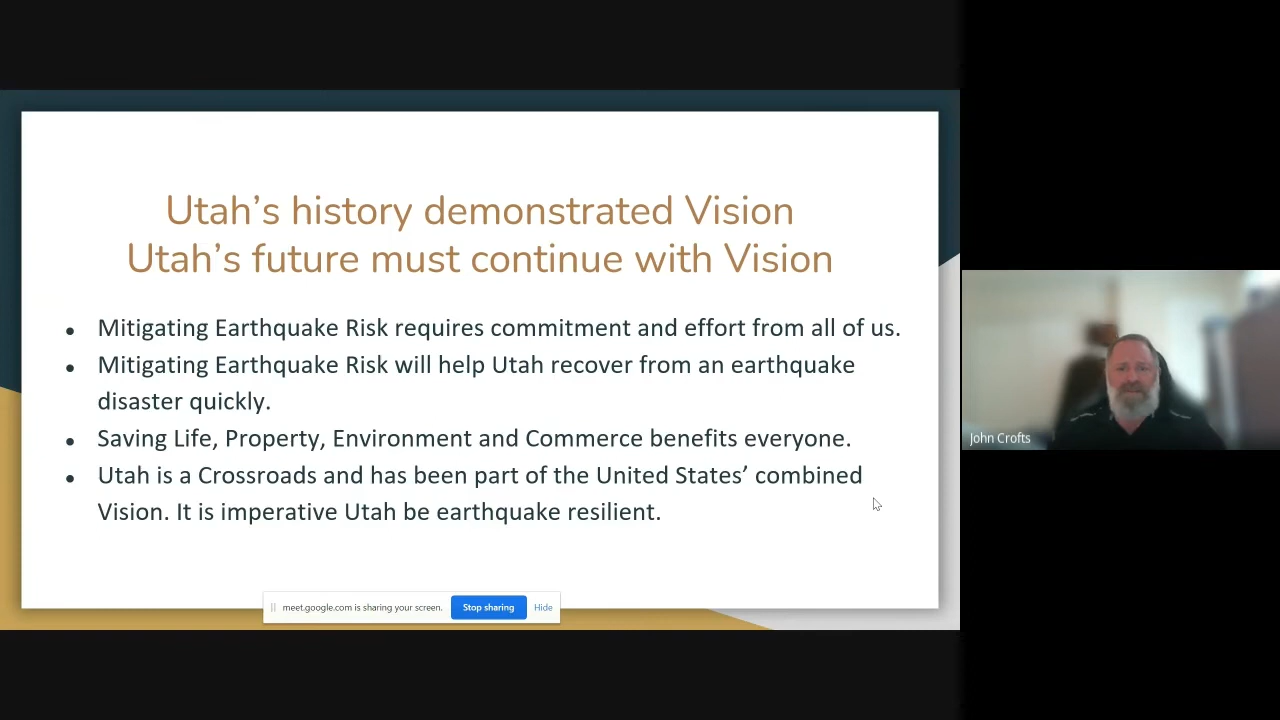 Utah’s history demonstrated Vision
Utah’s future must continue with Vision
● Mitigating Earthquake Risk requires commitment and effort from all of us.
● Mitigating Earthquake Risk will help Utah recover from an earthquake
disaster quickly.
● Saving Life, Property, Environment and Commerce benefits everyone.
● Utah is a Crossroads and has been part of the United States’ combined
Vision. It is imperative Utah be earthquake resilient.
meet.google.com is sharing your screen. Stop sharing Hide
John Crofts